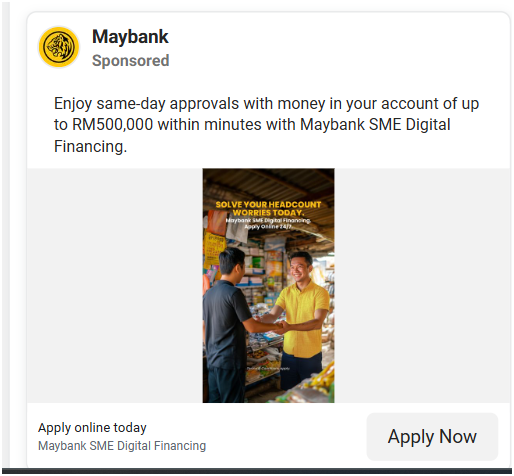 Maybank
Sponsored
Enjoy same-day approvals with money in your account of up
to RM500,000 within minutes with Maybank SME Digital
Financing.
SOLVE YOUR HEADCOUNT
WORRIES TODAY.
Maybank SME Digital Financing.
Apply Online 24/7.
Apply online today
Maybank SME Digital Financing
Apply Now